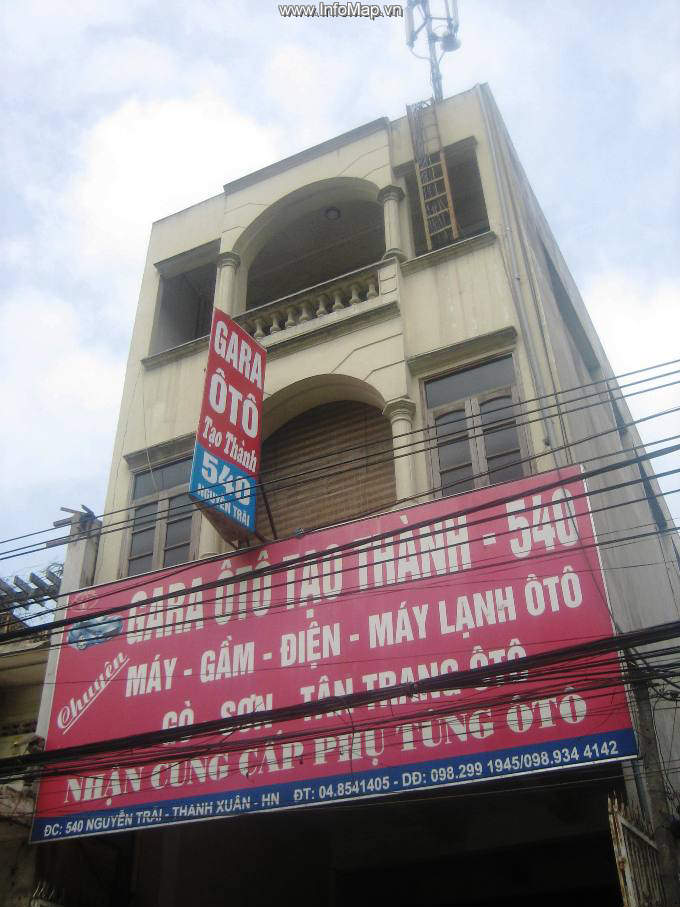 www.InfoMap.vn
GARA
ÔTÔ
Tạo Thành
540
NGUYỄN TRÃI
GARA ÔTÔ TẠO THÀNH - 540
Chuyên
MÁY - GẦM - ĐIỆN - MÁY LẠNH ÔTÔ
GÒ - SƠN - TÂN TRANG ÔTÔ
NHẬN CUNG CẤP PHỤ TÙNG ÔTÔ
ĐC: 540 NGUYỄN TRÃI - THANH XUÂN - HN ĐT: 04.8541405 - DĐ: 098.299 1945/098.934 4142